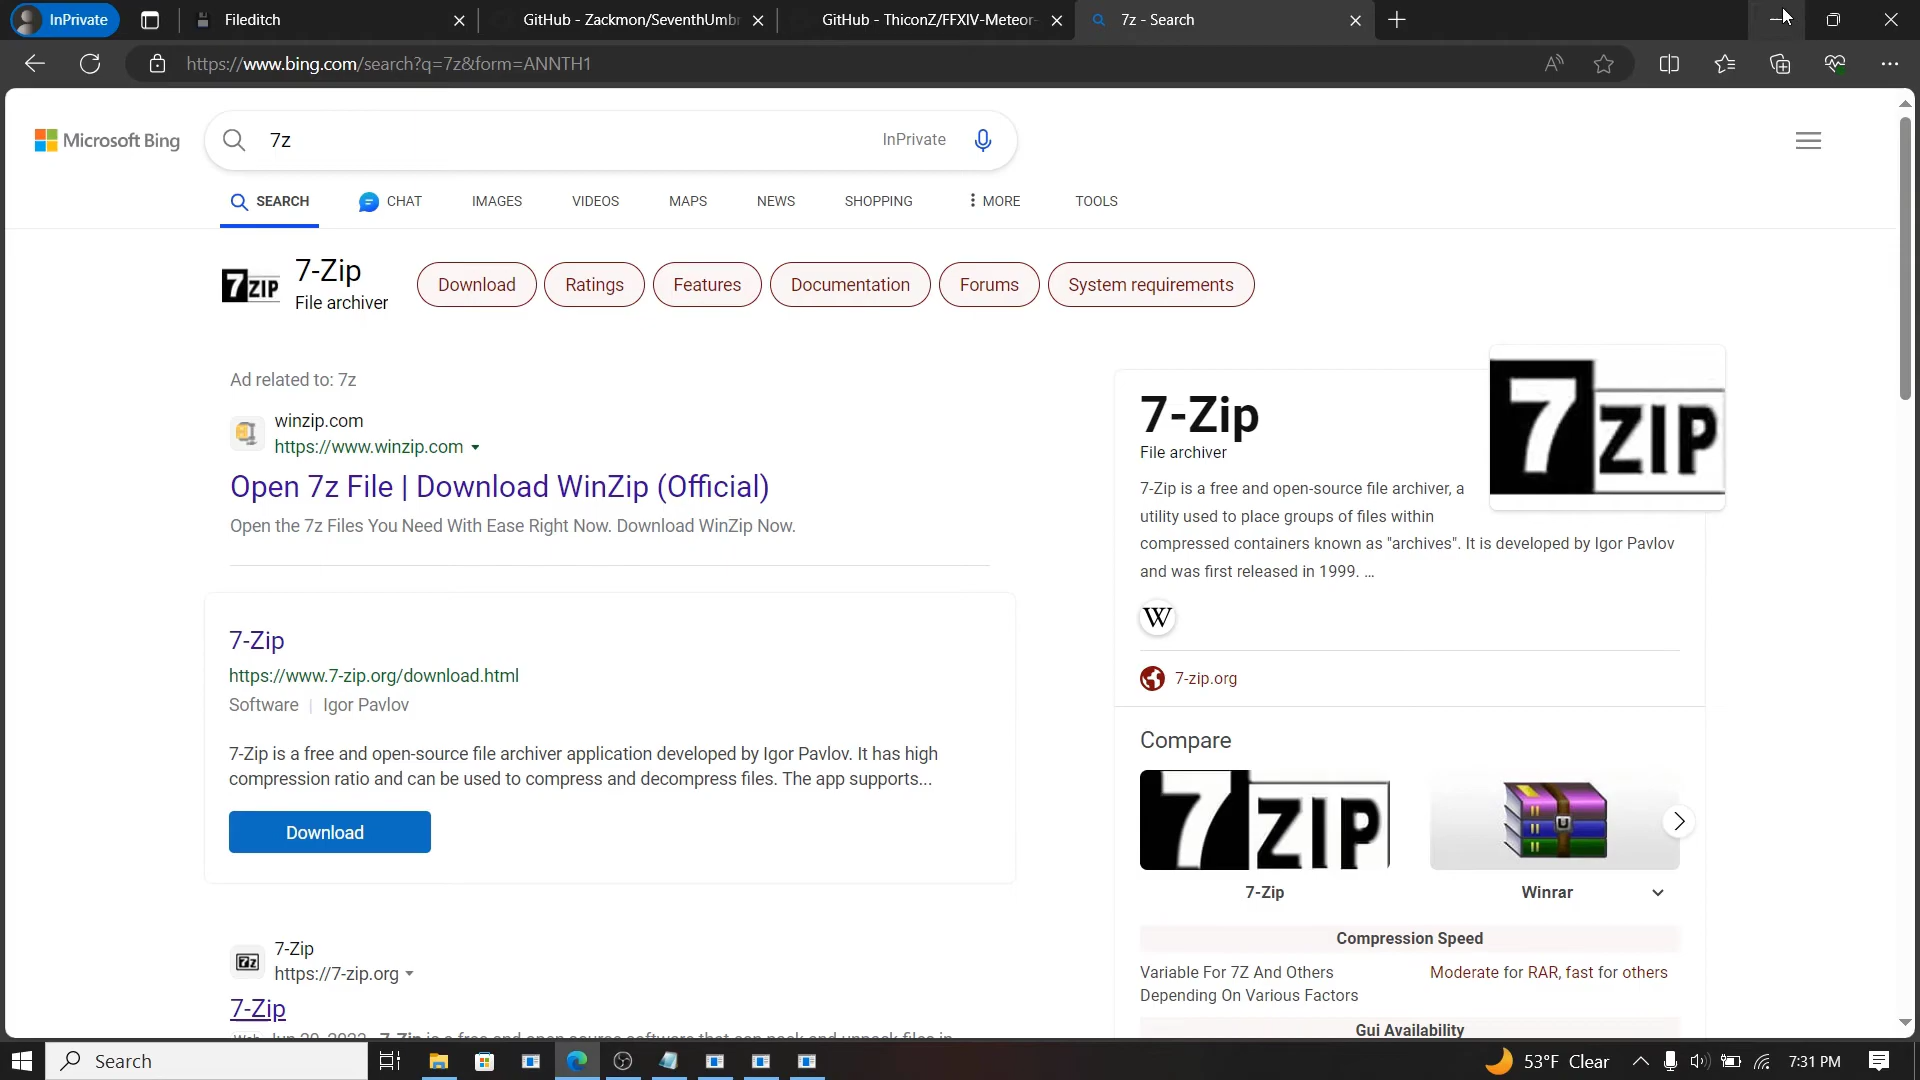 InPrivate
Fileditch
GitHub - Zackmon/SeventhUmbr
GitHub - ThiconZ/FFXIV-Meteor-
7z - Search
https://www.bing.com/search?q=7z&form=ANNTH1
Microsoft Bing
7z
InPrivate
SEARCH
CHAT
IMAGES
VIDEOS
MAPS
NEWS
SHOPPING
MORE
TOOLS
7ZIP
7-Zip
File archiver
Download
Ratings
Features
Documentation
Forums
System requirements
Ad related to: 7z
winzip.com
https://www.winzip.com
Open 7z File | Download WinZip (Official)
Open the 7z Files You Need With Ease Right Now. Download WinZip Now.
7-Zip
https://www.7-zip.org/download.html
Software | Igor Pavlov
7-Zip is a free and open-source file archiver application developed by Igor Pavlov. It has high
compression ratio and can be used to compress and decompress files. The app supports...
Download
7z
7-Zip
https://7-zip.org
7-Zip
7-Zip
File archiver
7ZIP
7-Zip is a free and open-source file archiver, a
utility used to place groups of files within
compressed containers known as "archives". It is developed by Igor Pavlov
and was first released in 1999. ...
W
7-zip.org
Compare
7ZIP
7-Zip
Winrar
Compression Speed
Variable For 7Z And Others
Depending On Various Factors
Moderate for RAR, fast for others
Gui Availability
Search
53°F Clear
7:31 PM